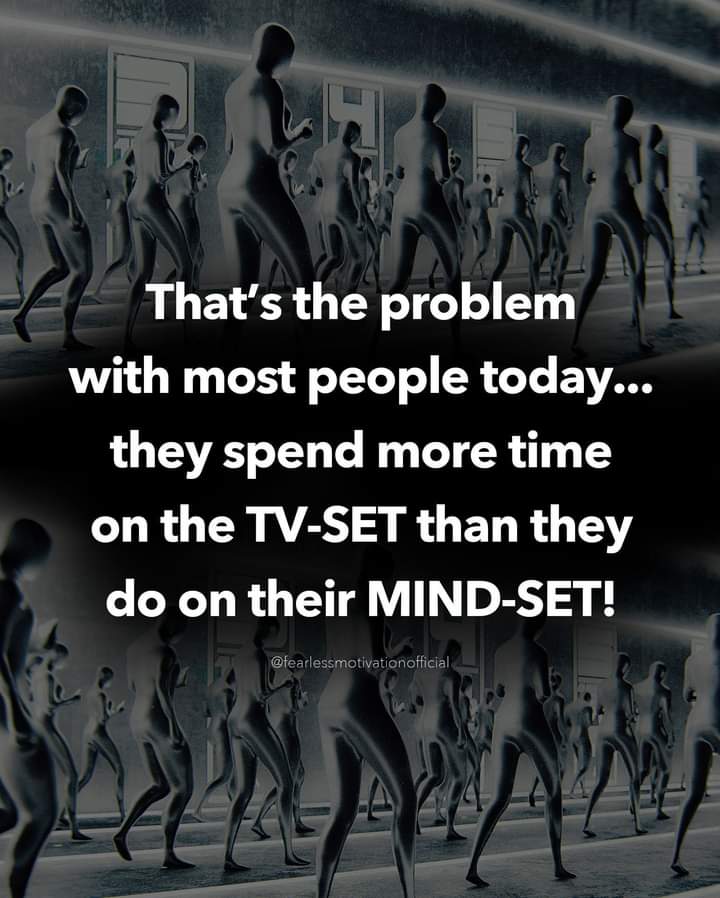 That’s the problem
with most people today...
they spend more time
on the TV-SET than they
do on their MIND-SET!
@fearlessmotivationofficial